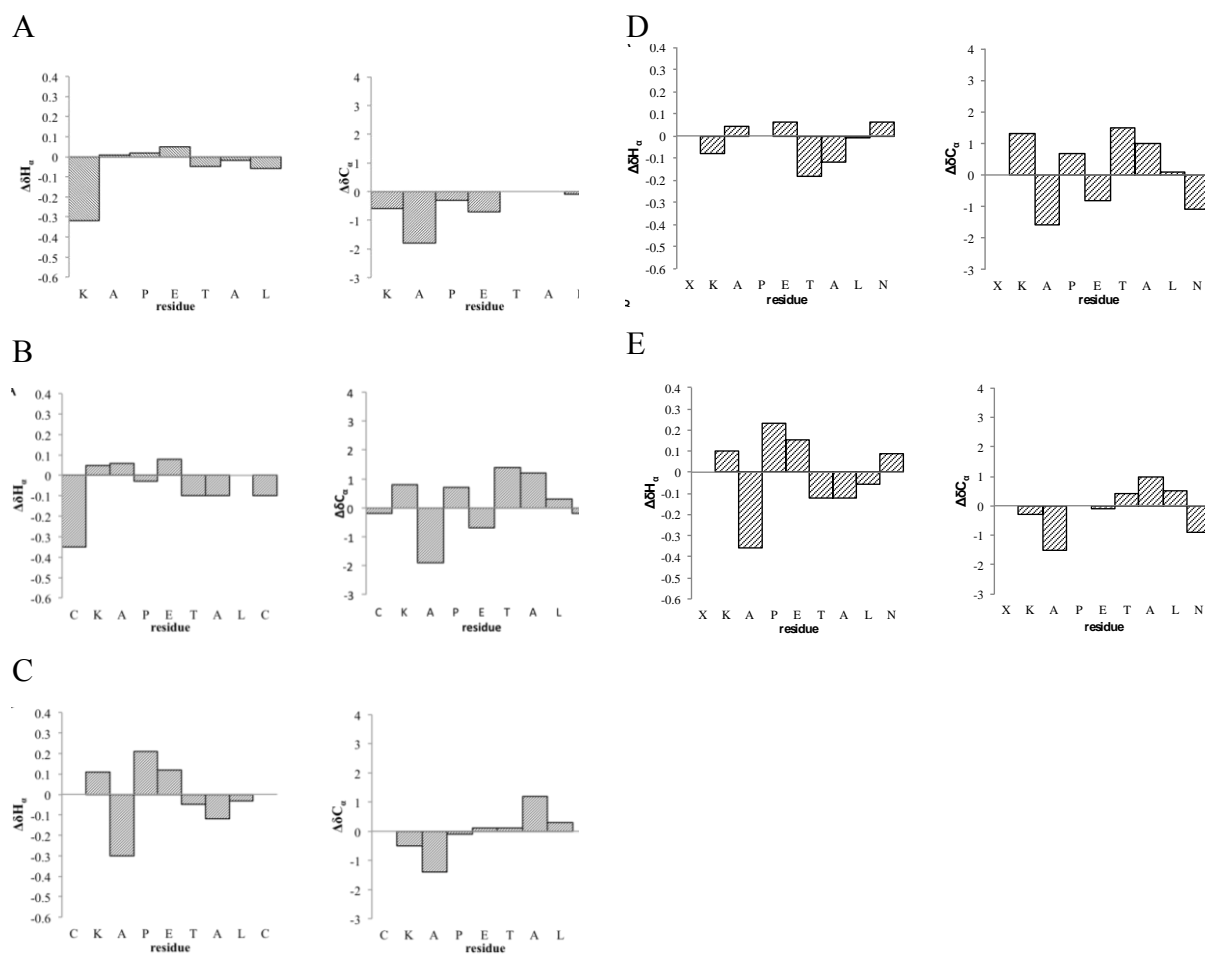 A
0.4
0.3
0.2
0.1
0
-0.1
-0.2
-0.3
-0.4
-0.5
-0.6
ΔδHα
K A P E T A L
residue
4
3
2
1
0
-1
-2
-3
ΔδCα
K A P E T A
residue
B
0.4
0.3
0.2
0.1
0
-0.1
-0.2
-0.3
-0.4
-0.5
-0.6
ΔδHα
C K A P E T A L C
residue
4
3
2
1
0
-1
-2
-3
ΔδCα
C K A P E T A L
residue
C
0.4
0.3
0.2
0.1
0
-0.1
-0.2
-0.3
-0.4
-0.5
-0.6
ΔδHα
C K A P E T A L C
residue
4
3
2
1
0
-1
-2
-3
ΔδCα
C K A P E T A L
residue
D
0.4
0.3
0.2
0.1
0
-0.1
-0.2
-0.3
-0.4
-0.5
-0.6
ΔδHα
X K A P E T A L N
residue
4
3
2
1
0
-1
-2
-3
ΔδCα
X K A P E T A L N
residue
E
0.4
0.3
0.2
0.1
0
-0.1
-0.2
-0.3
-0.4
-0.5
-0.6
ΔδHα
X K A P E T A L N
residue
4
3
2
1
0
-1
-2
-3
ΔδCα
X K A P E T A L N
residue